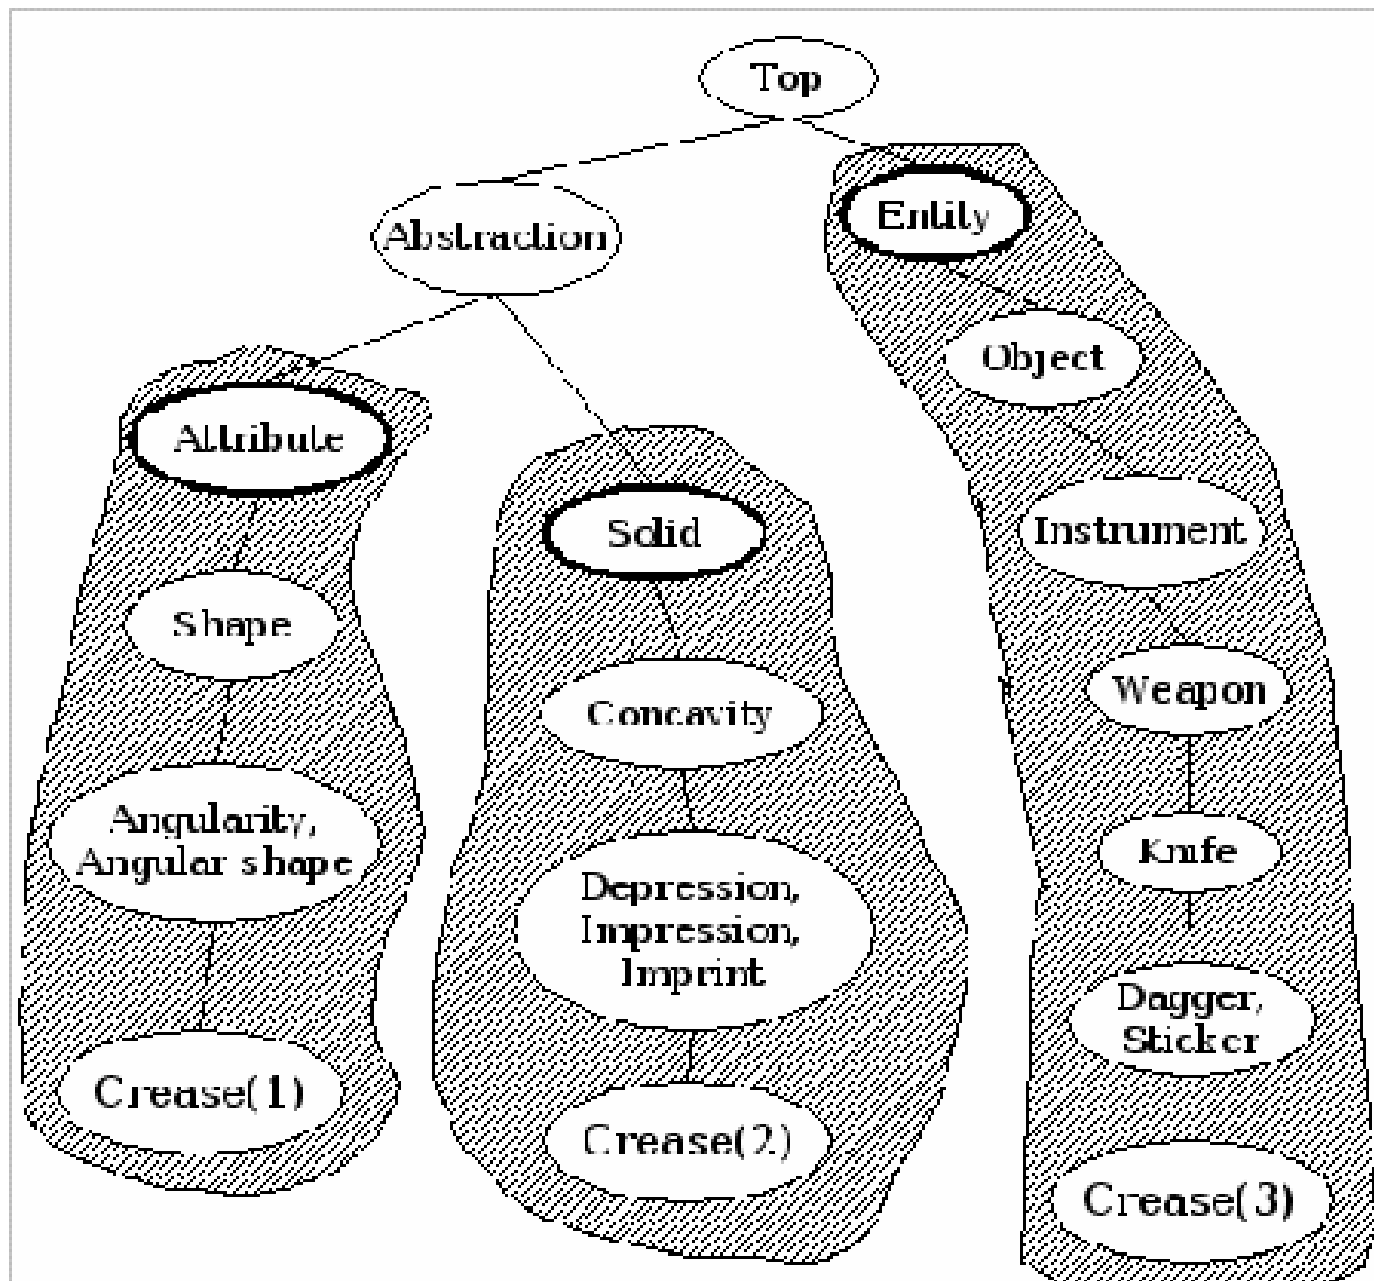 Top
Abstraction
Entity
Object
Attribute
Solid
Instrument
Shape
Weapon
Concavity
Angularity,
Angular shape
Knife
Depression,
Impression,
Imprint
Dagger,
Sticker
Crease(1)
Crease(2)
Crease(3)